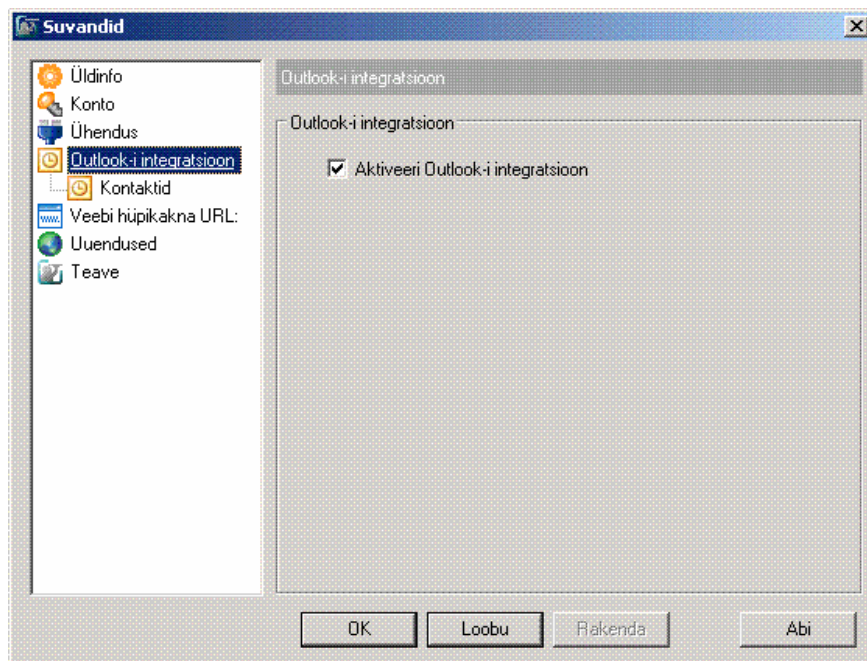 Suvandid
Üldinfo
Konto
Ühendus
Outlook-i integratsioon
Kontaktid
Veebi hüpikakna URL:
Uuendused
Teave
Outlook-i integratsioon
Outlook-i integratsioon
Aktiveeri Outlook-i integratsioon
OK
Loobu
Rakenda
Abi